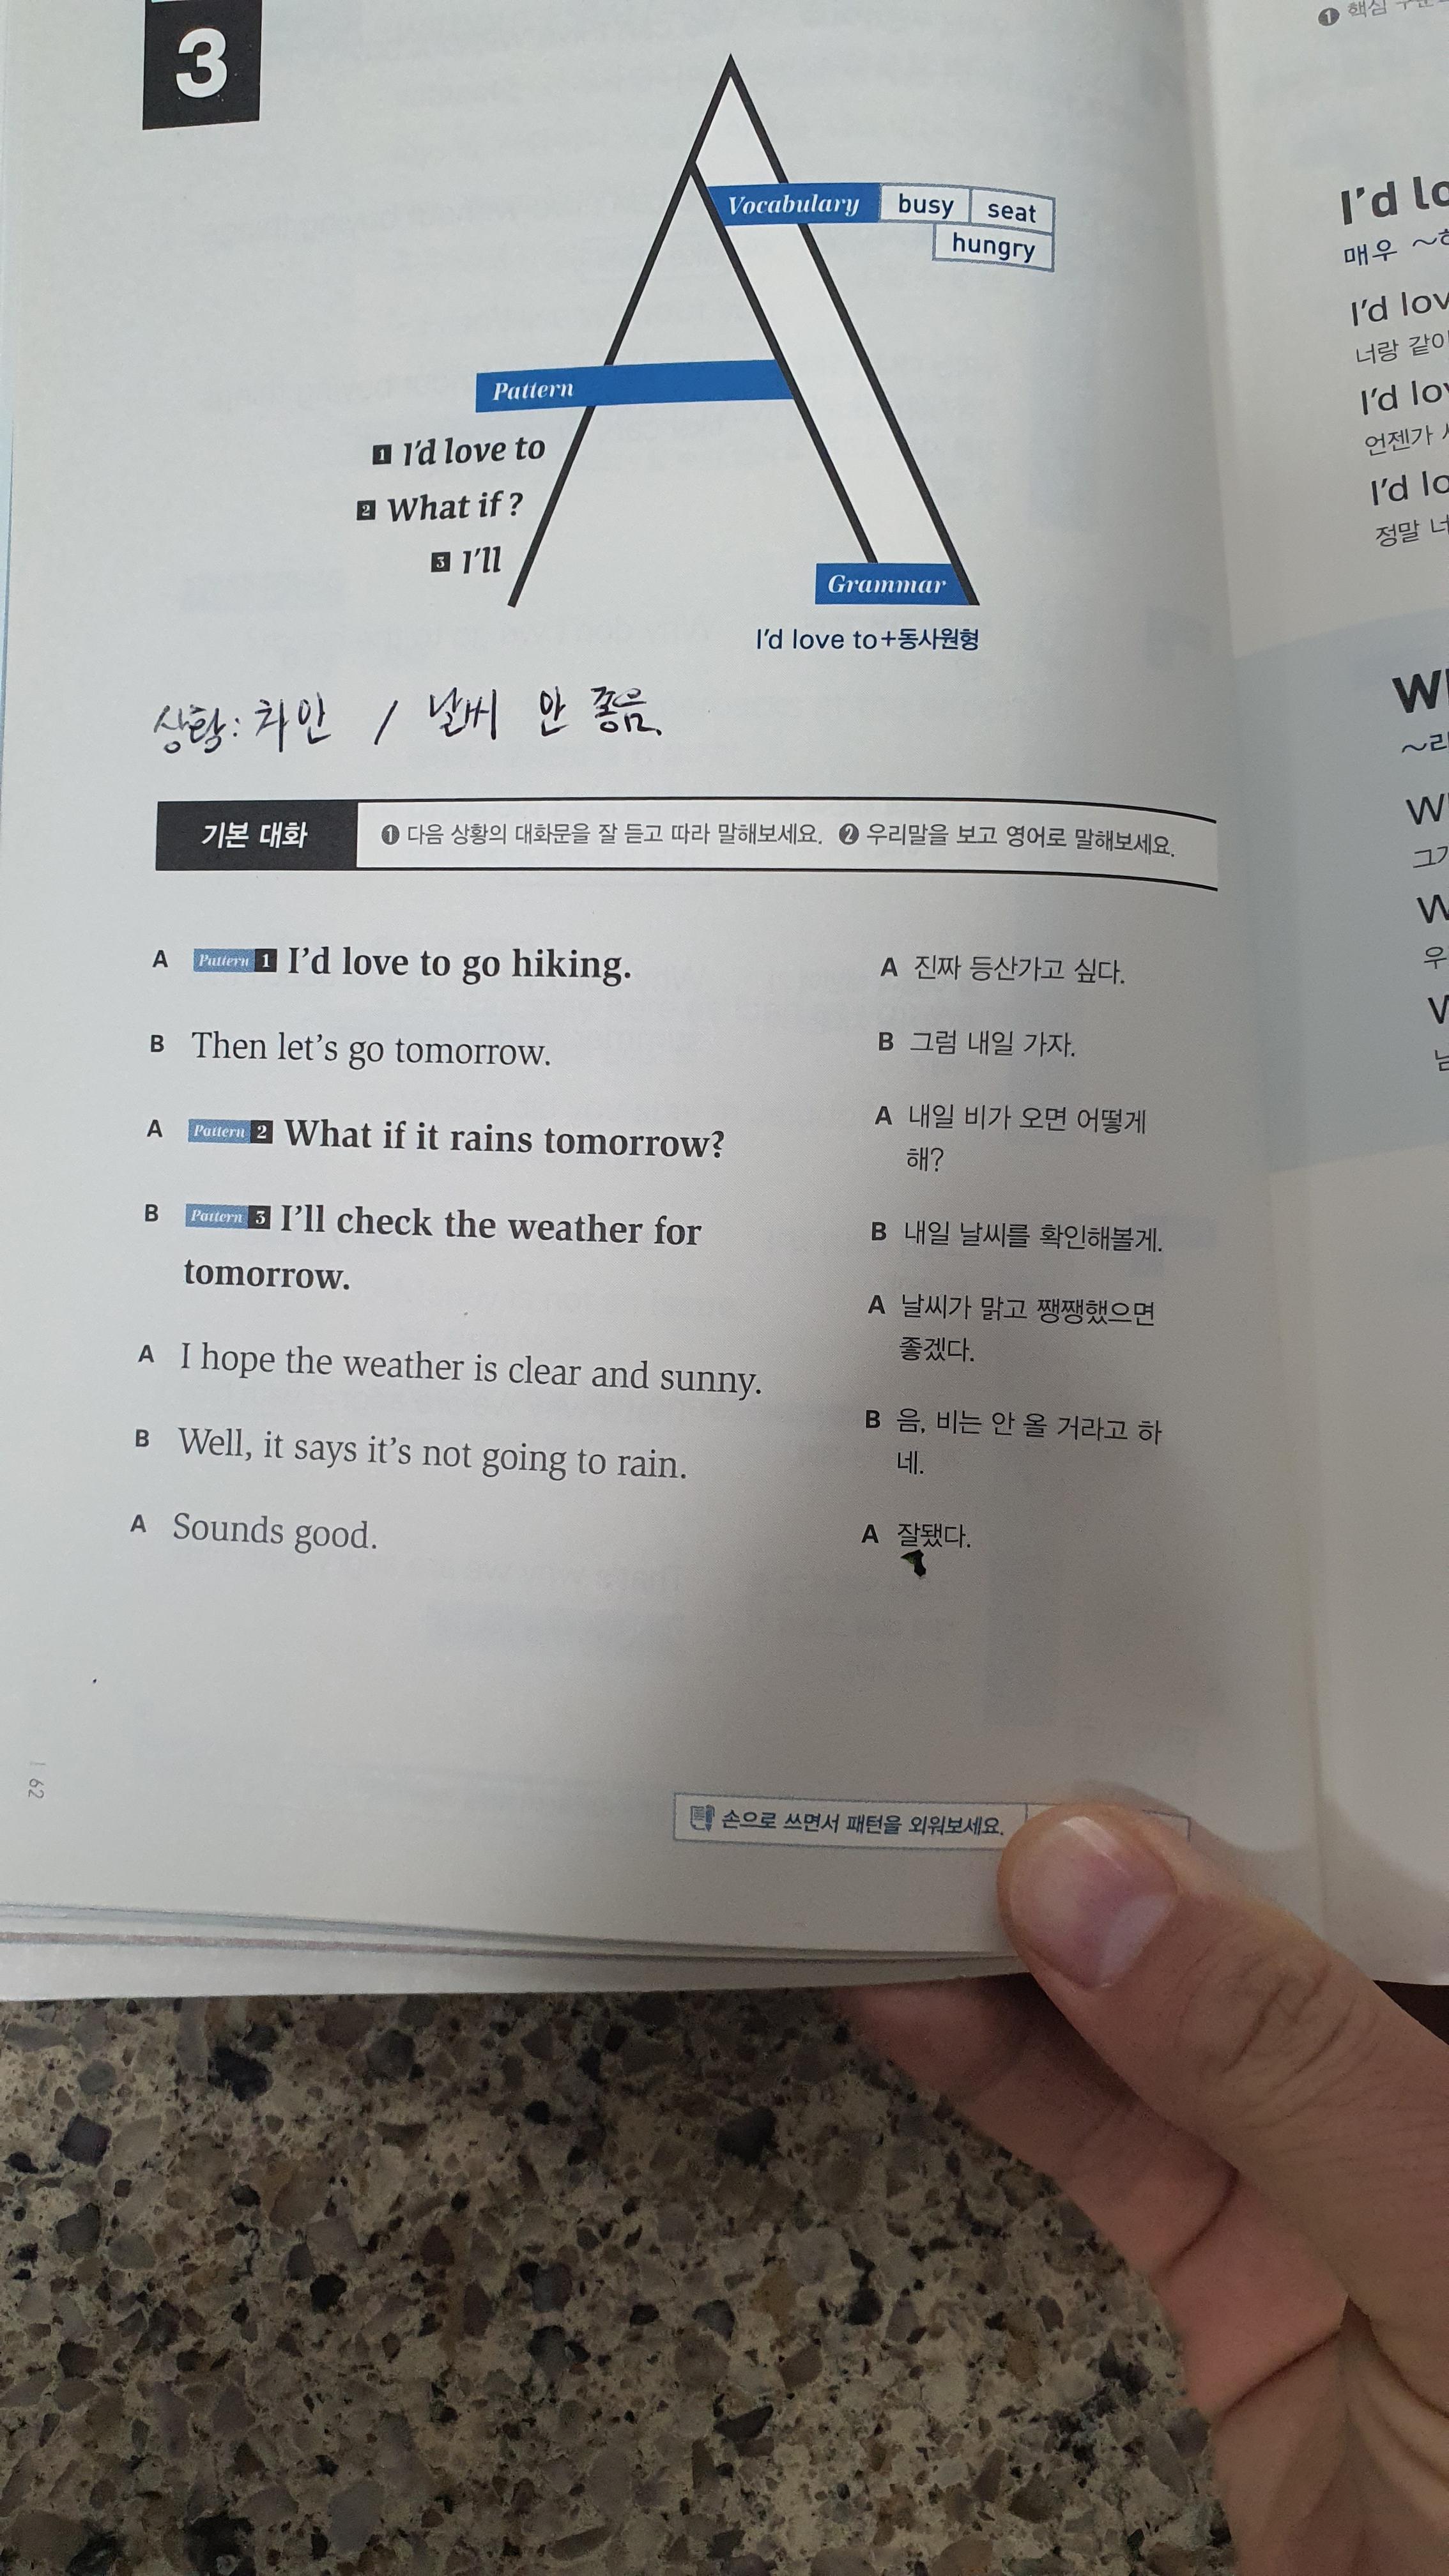 3
Vocabulary busy seat
hungry
Pattern
1 I'd love to
2 What if ?
3 I'll
Grammar
I'd love to+동사원형
상황: 차안 / 날씨 안 좋음.
기본 대화 ❶ 다음 상황의 대화문을 잘 듣고 따라 말해보세요. ❷ 우리말을 보고 영어로 말해보세요.
A Pattern 1 I'd love to go hiking.
B Then let's go tomorrow.
A Pattern 2 What if it rains tomorrow?
B Pattern 3 I'll check the weather for
tomorrow.
A I hope the weather is clear and sunny.
B Well, it says it's not going to rain.
A Sounds good.
A 진짜 등산가고 싶다.
B 그럼 내일 가자.
A 내일 비가 오면 어떻게
해?
B 내일 날씨를 확인해볼게.
A 날씨가 맑고 쨍쨍했으면
좋겠다.
B 음, 비는 안 올 거라고 하
네.
A 잘됐다.
62
손으로 쓰면서 패턴을 외워보세요.
❶ 핵심
I'd lo
매우
I'd lov
너랑 같이
I'd lov
언젠가
I'd lo
정말 너